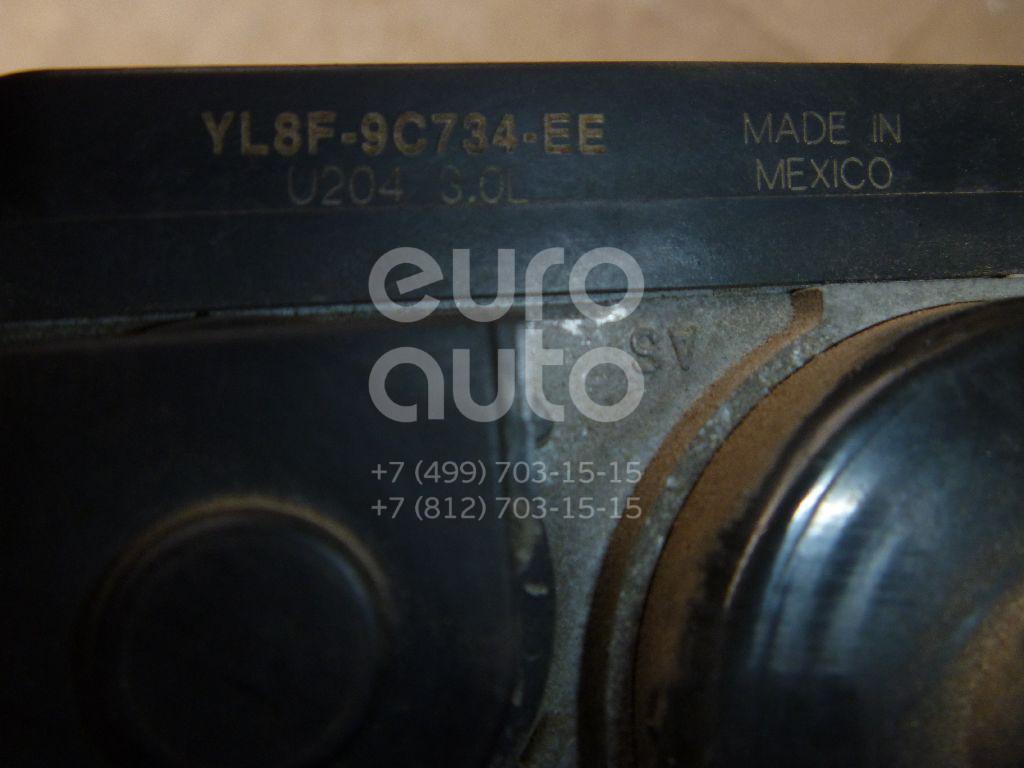 YL8F-9C734-EE
U204 3.0L
MADE IN
MEXICO
euro
auto
SA
+7 (499) 703-15-15
+7 (812) 703-15-15